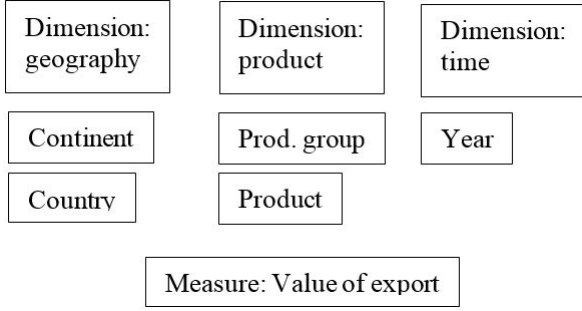 Dimension:
geography
Dimension:
product
Dimension:
time
Continent
Prod. group
Year
Country
Product
Measure: Value of export